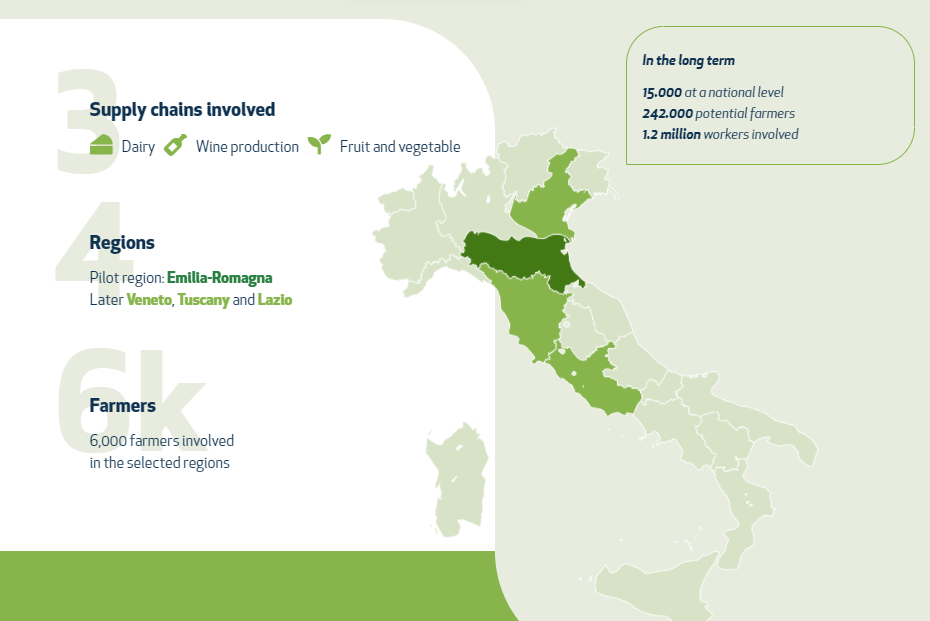 3
Supply chains involved
Dairy Wine production Fruit and vegetable
4
Regions
Pilot region: Emilia-Romagna
Later Veneto, Tuscany and Lazio
6k
Farmers
6,000 farmers involved
in the selected regions
In the long term
15.000 at a national level
242.000 potential farmers
1.2 million workers involved